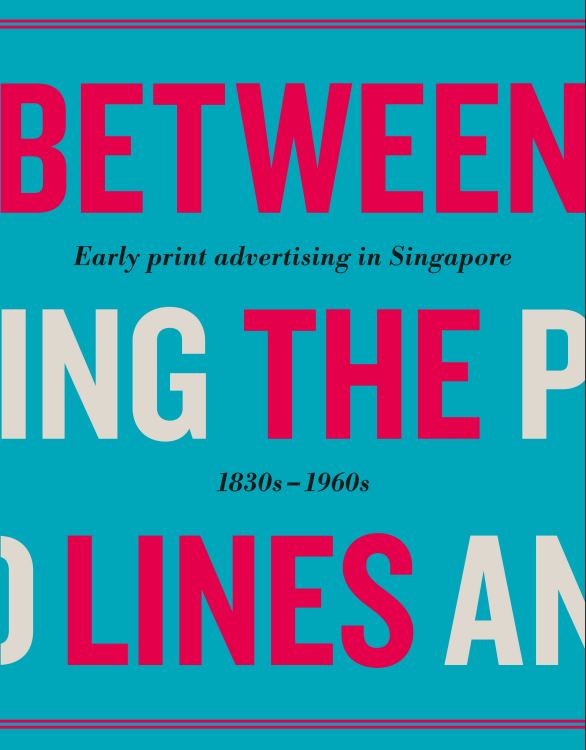 BETWEEN
Early print advertising in Singapore
ING THE P
1830s–1960s
LINES AN